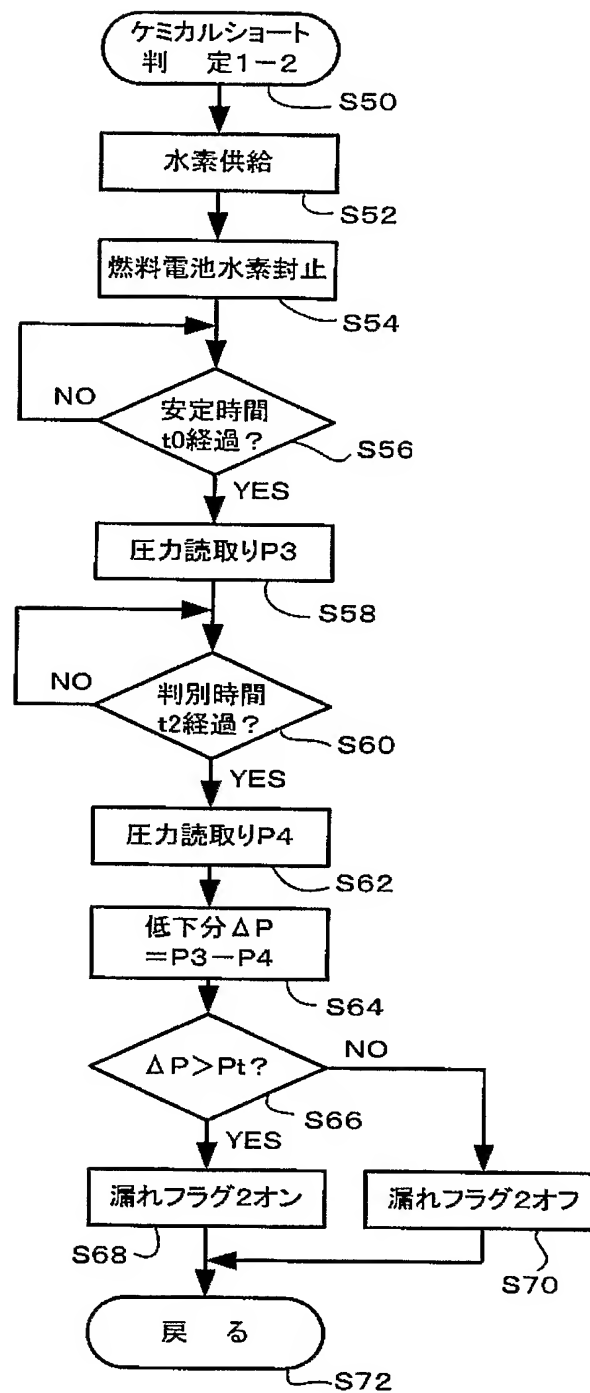 ケミカルショート
判 定1-2
S50
水素供給
S52
燃料電池水素封止
S54
NO
安定時間
t0経過?
S56
YES
圧力読取りP3
S58
NO
判別時間
t2経過?
S60
YES
圧力読取りP4
S62
低下分ΔP
=P3-P4
S64
ΔP>Pt?
NO
S66
YES
漏れフラグ2オン
漏れフラグ2オフ
S68
S70
戻 る
S72